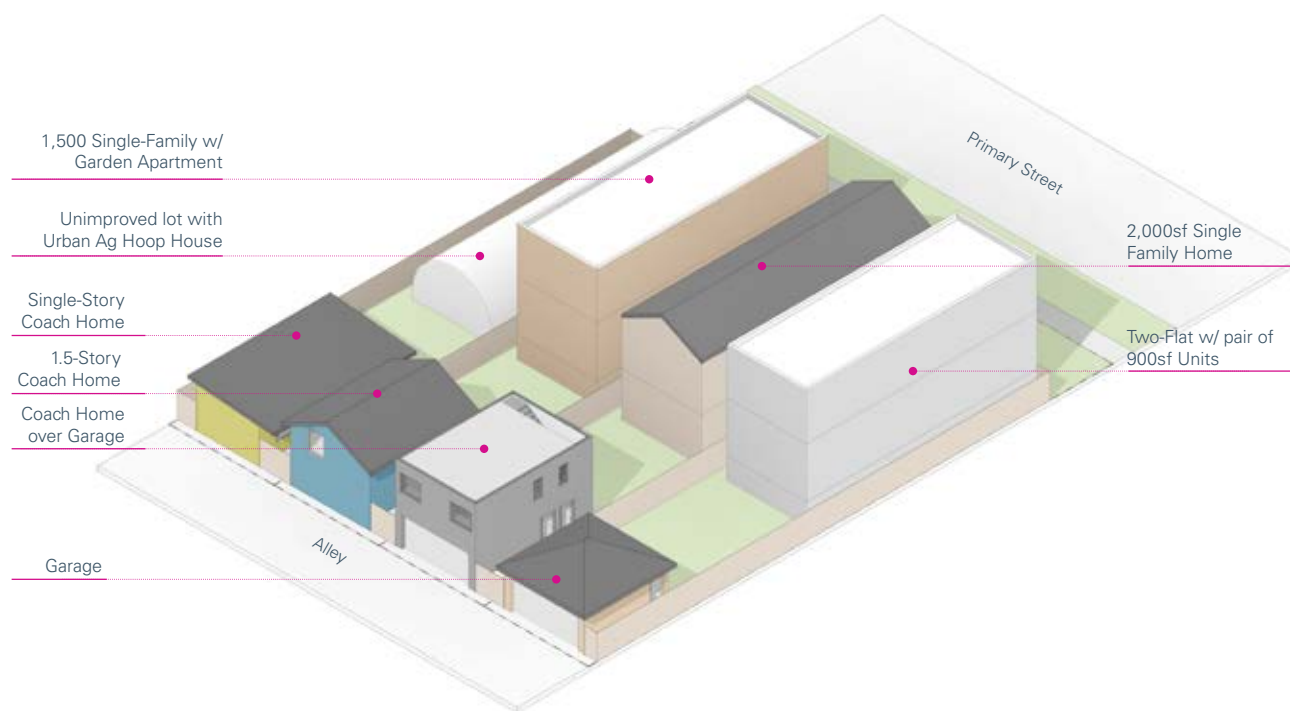 1,500 Single-Family w/
Garden Apartment
Unimproved lot with
Urban Ag Hoop House
Single-Story
Coach Home
1.5-Story
Coach Home
Coach Home
over Garage
Garage
Alley
Primary Street
2,000sf Single
Family Home
Two-Flat w/ pair of
900sf Units